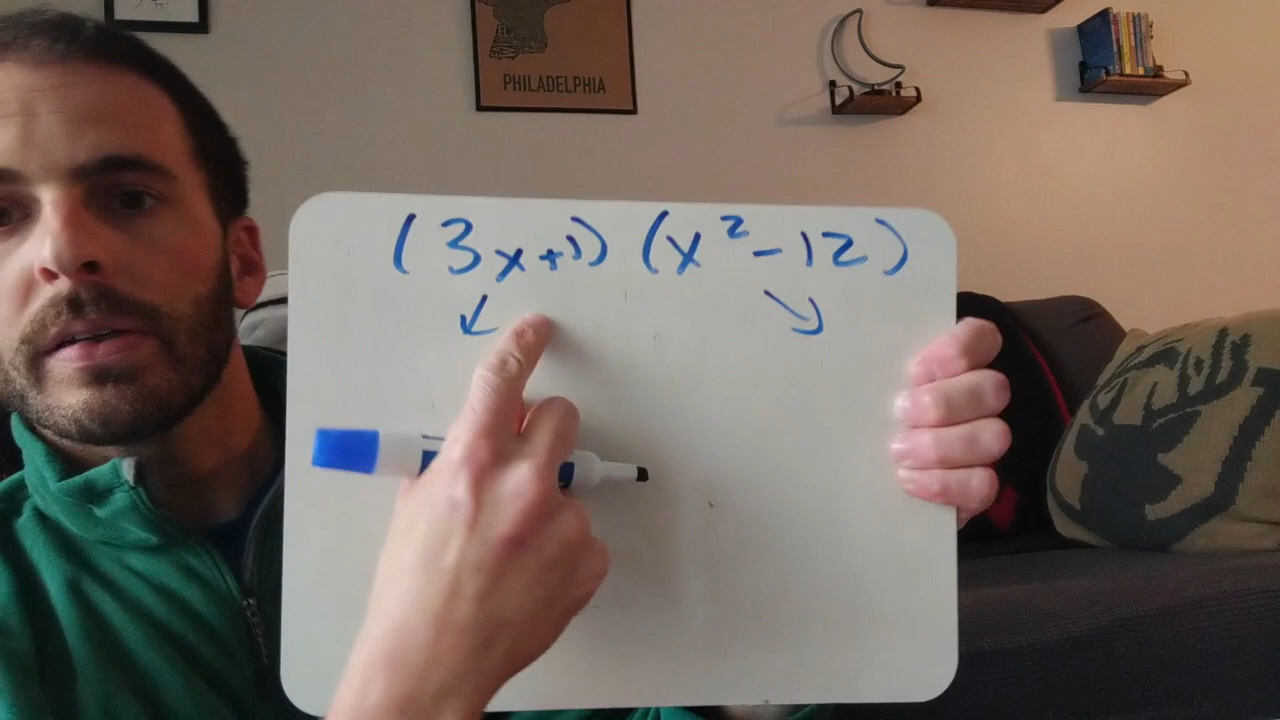 PHILADELPHIA
(3x+1) (x²-12)
↙ ↘